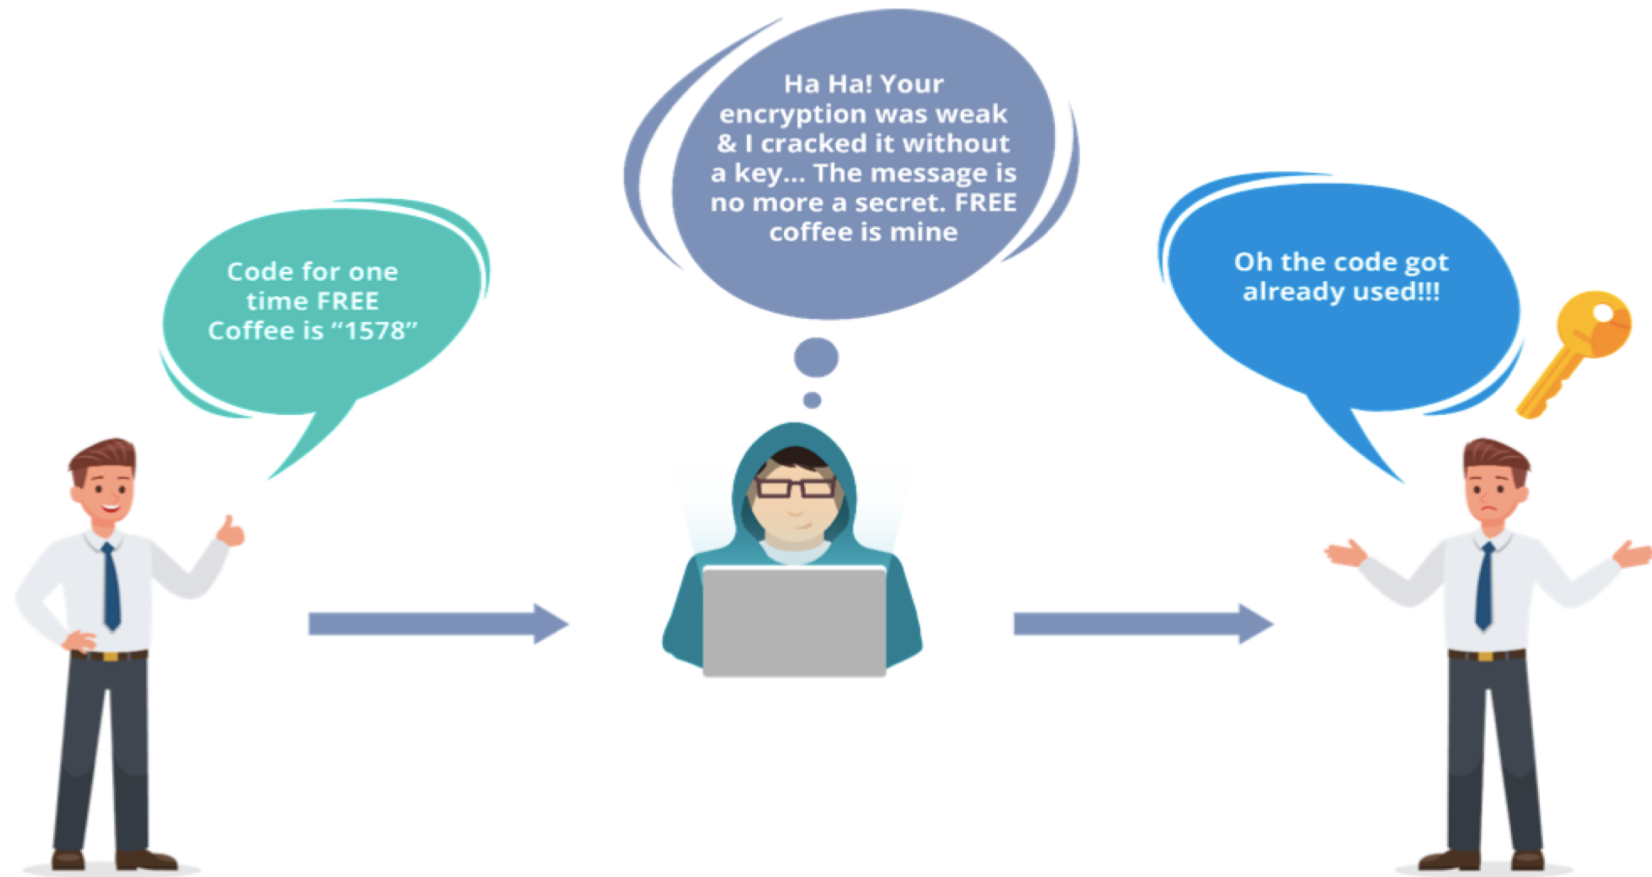 Code for one
time FREE
Coffee is “1578”
Ha Ha! Your
encryption was weak
& I cracked it without
a key... The message is
no more a secret. FREE
coffee is mine
Oh the code got
already used!!!